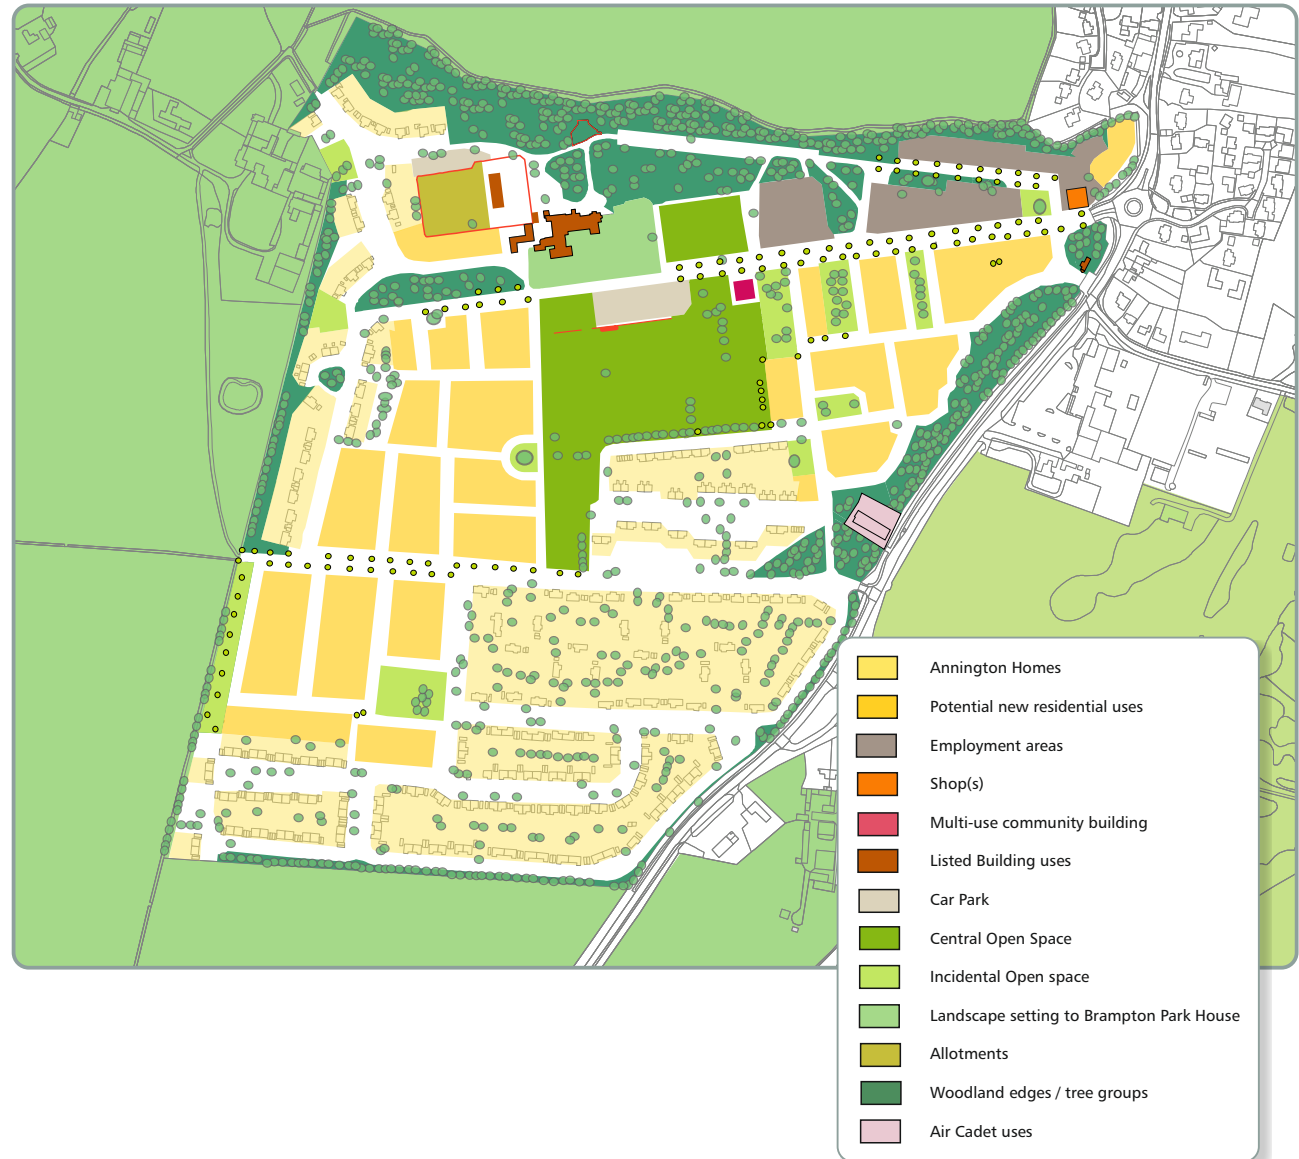 Annington Homes
Potential new residential uses
Employment areas
Shop(s)
Multi-use community building
Listed Building uses
Car Park
Central Open Space
Incidental Open space
Landscape setting to Brampton Park House
Allotments
Woodland edges / tree groups
Air Cadet uses